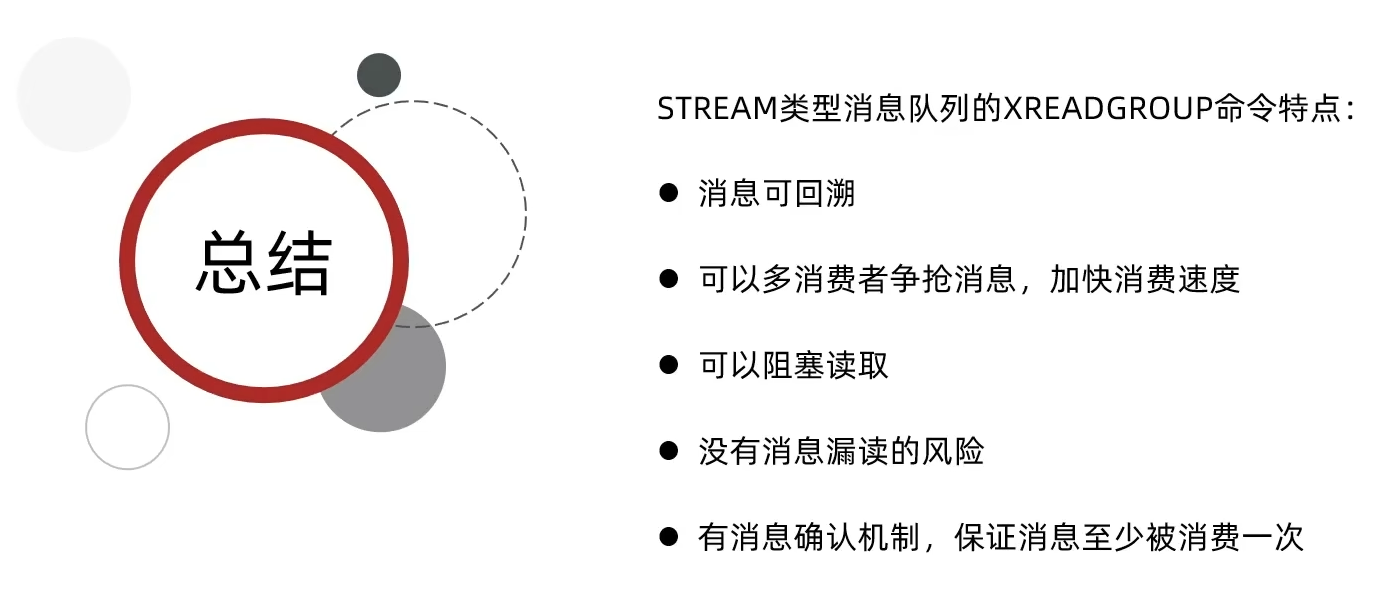 总结
STREAM类型消息队列的XREADGROUP命令特点：
● 消息可回溯
● 可以多消费者争抢消息，加快消费速度
● 可以阻塞读取
● 没有消息漏读的风险
● 有消息确认机制，保证消息至少被消费一次